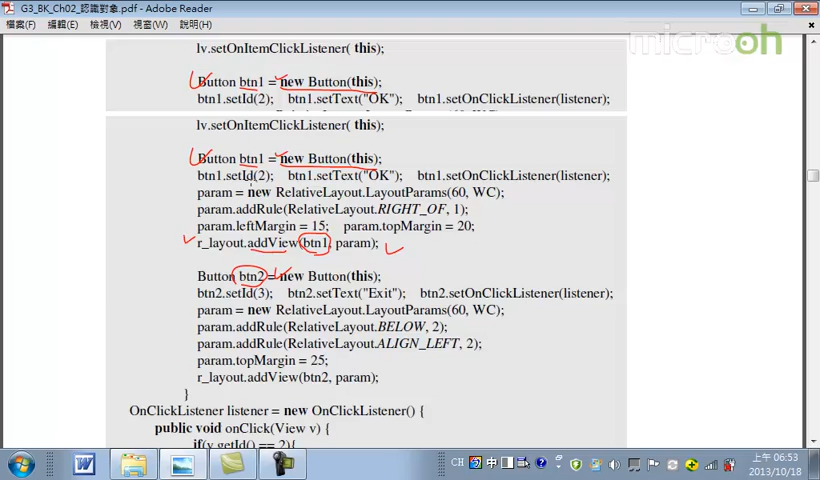 G3_BK_Ch02_認識對象.pdf - Adobe Reader
檔案(F) 編輯(E) 檢視(V) 視窗(W) 說明(H)
microoh
lv.setOnItemClickListener( this);
Button btn1 = new Button(this);
btn1.setId(2); btn1.setText("OK"); btn1.setOnClickListener(listener);
lv.setOnItemClickListener( this);
Button btn1 = new Button(this);
btn1.setId(2); btn1.setText("OK"); btn1.setOnClickListener(listener);
param = new RelativeLayout.LayoutParams(60, WC);
param.addRule(RelativeLayout.RIGHT_OF, 1);
param.leftMargin = 15; param.topMargin = 20;
r_layout.addView(btn1, param);
Button btn2 = new Button(this);
btn2.setId(3); btn2.setText("Exit"); btn2.setOnClickListener(listener);
param = new RelativeLayout.LayoutParams(60, WC);
param.addRule(RelativeLayout.BELOW, 2);
param.addRule(RelativeLayout.ALIGN_LEFT, 2);
param.topMargin = 25;
r_layout.addView(btn2, param);
}
OnClickListener listener = new OnClickListener() {
public void onClick(View v) {
if(v.getId() == 2){
CH 中 上午 06:53
2013/10/18